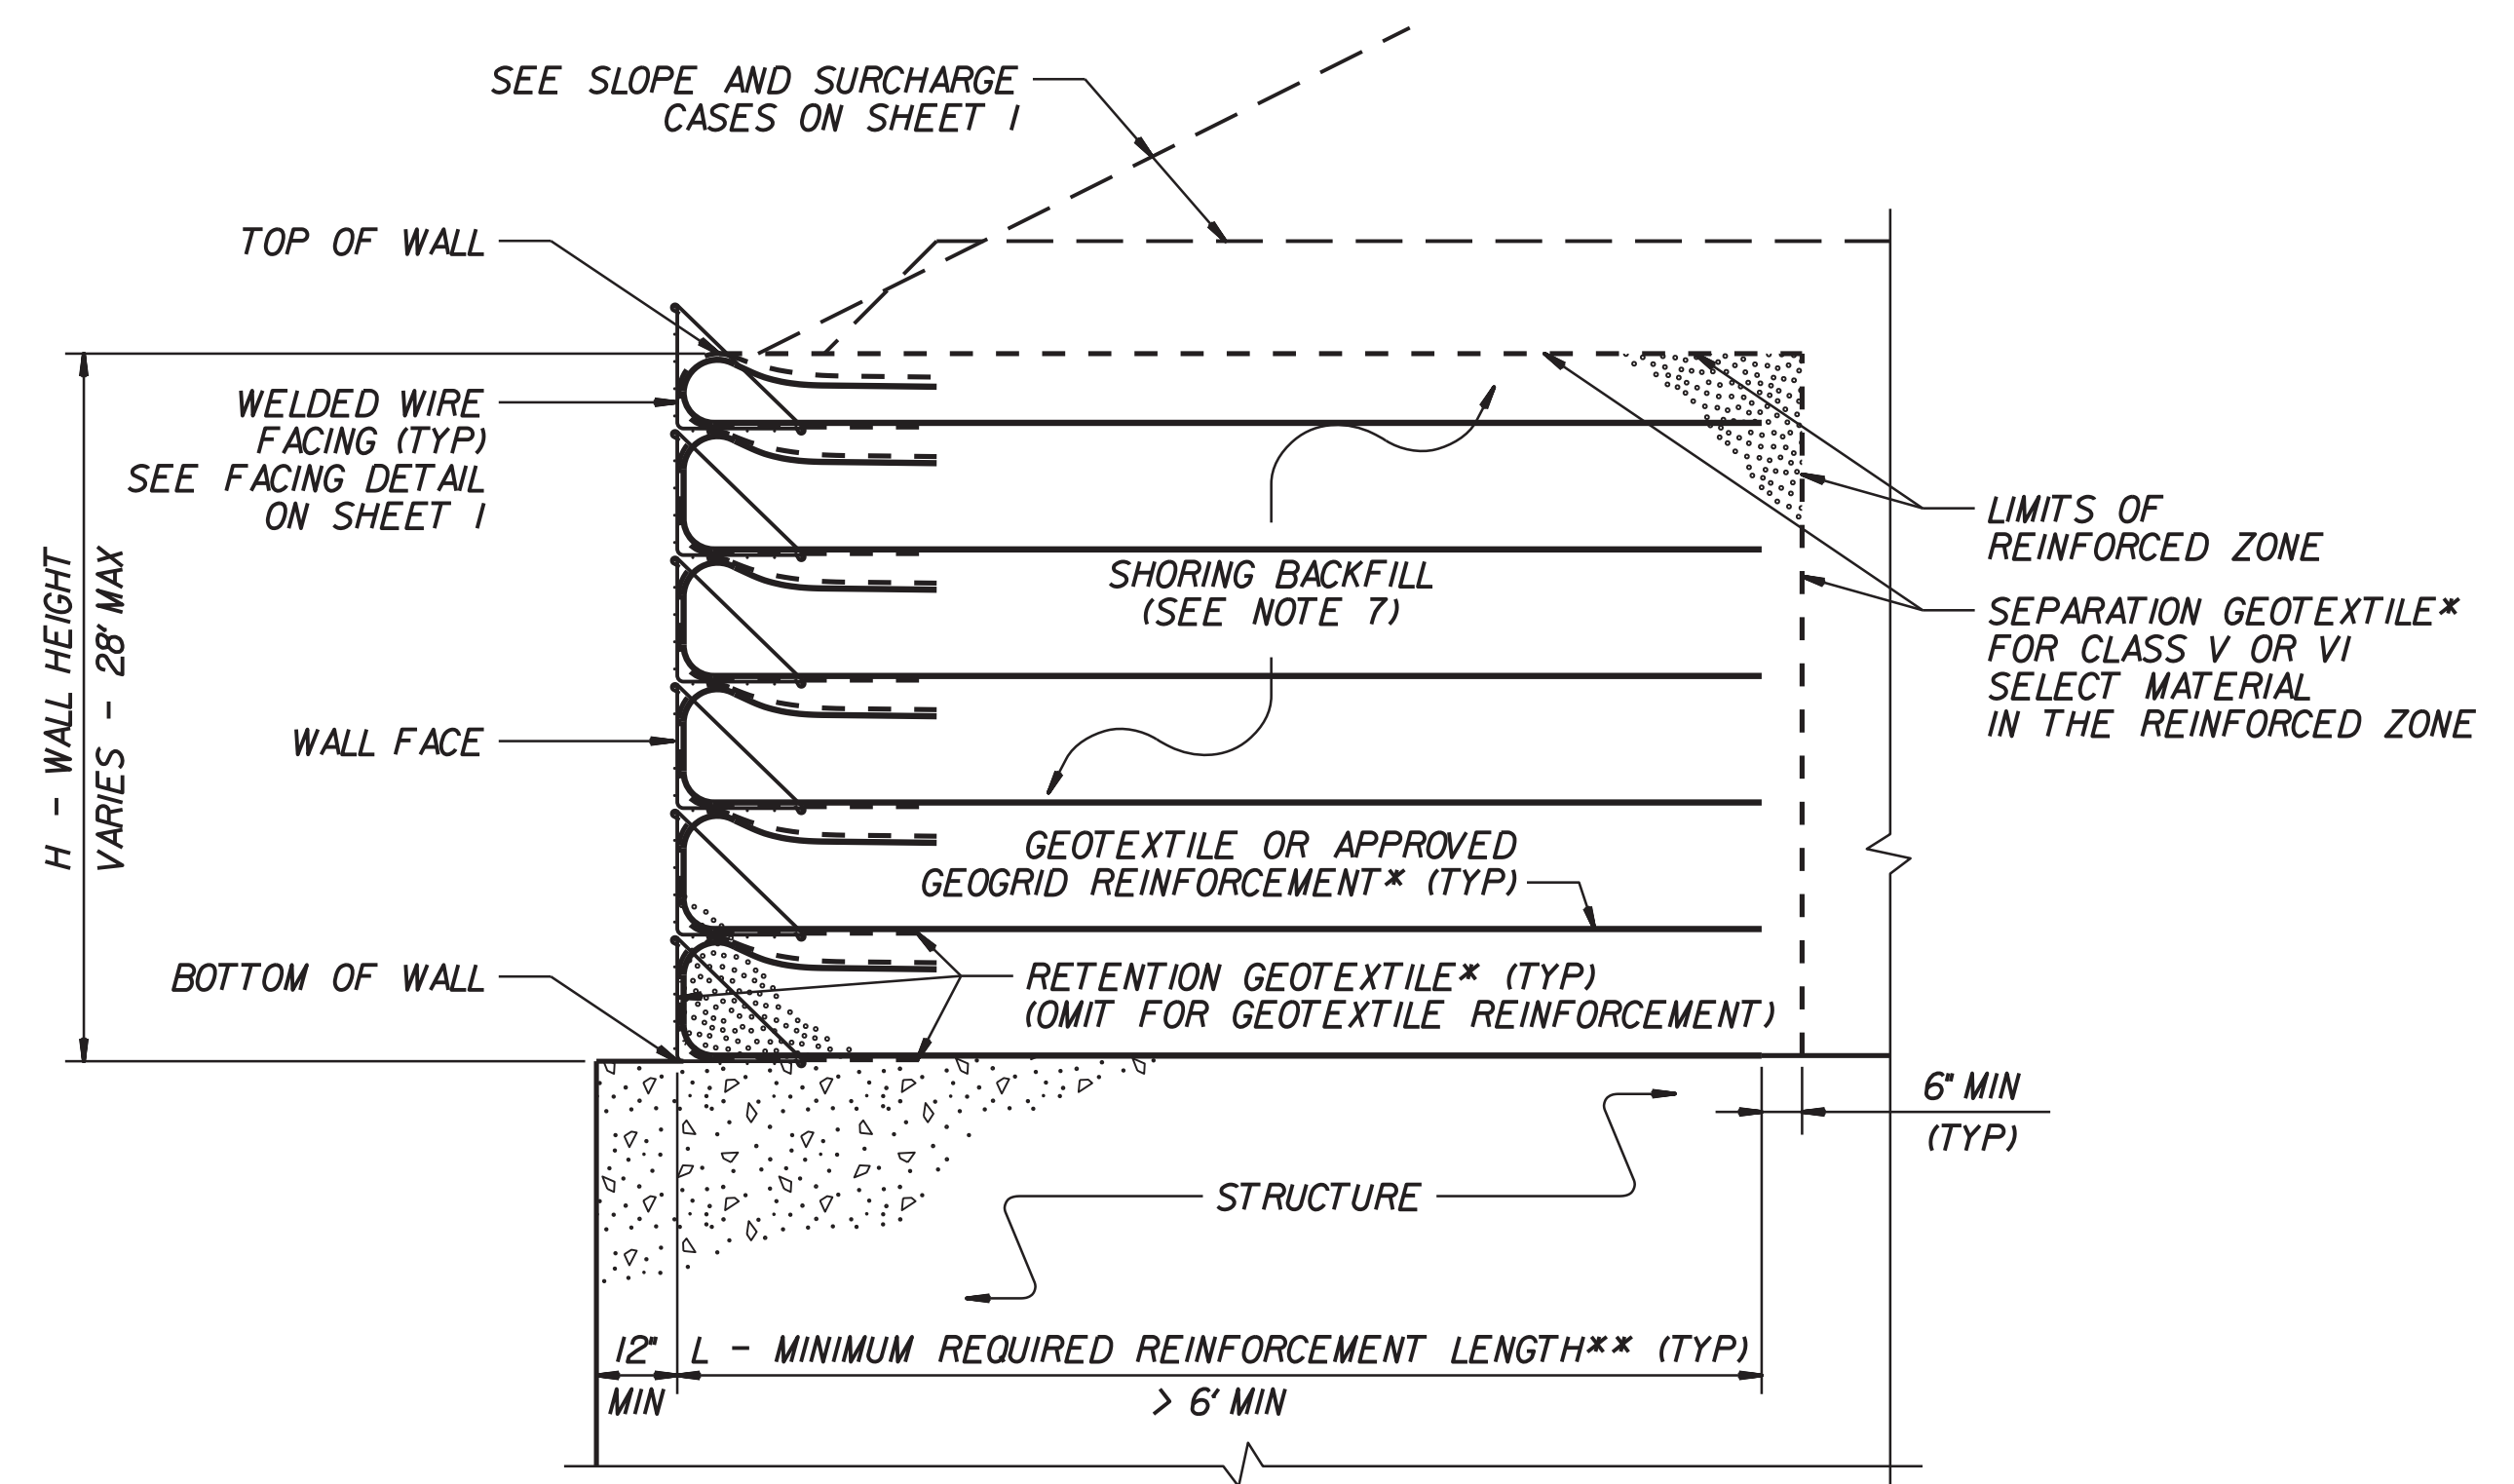 SEE SLOPE AND SURCHARGE
CASES ON SHEET 1
TOP OF WALL
WELDED WIRE
FACING (TYP)
SEE FACING DETAIL
ON SHEET 1
H - WALL HEIGHT
VARIES - 28' MAX
LIMITS OF
REINFORCED ZONE
SHORING BACKFILL
(SEE NOTE 7)
SEPARATION GEOTEXTILE*
FOR CLASS V OR VI
SELECT MATERIAL
IN THE REINFORCED ZONE
WALL FACE
GEOTEXTILE OR APPROVED
GEOGRID REINFORCEMENT* (TYP)
BOTTOM OF WALL
RETENTION GEOTEXTILE* (TYP)
(OMIT FOR GEOTEXTILE REINFORCEMENT)
6" MIN
(TYP)
STRUCTURE
12"
MIN
L - MINIMUM REQUIRED REINFORCEMENT LENGTH** (TYP)
> 6' MIN